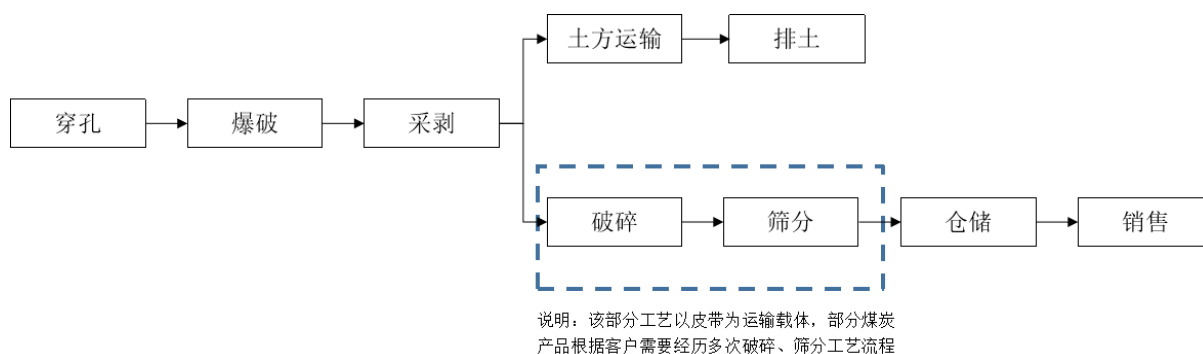 土方运输
排土
穿孔
爆破
采剥
破碎
筛分
仓储
销售
说明：该部分工艺以皮带为运输载体，部分煤炭
产品根据客户需要经历多次破碎、筛分工艺流程